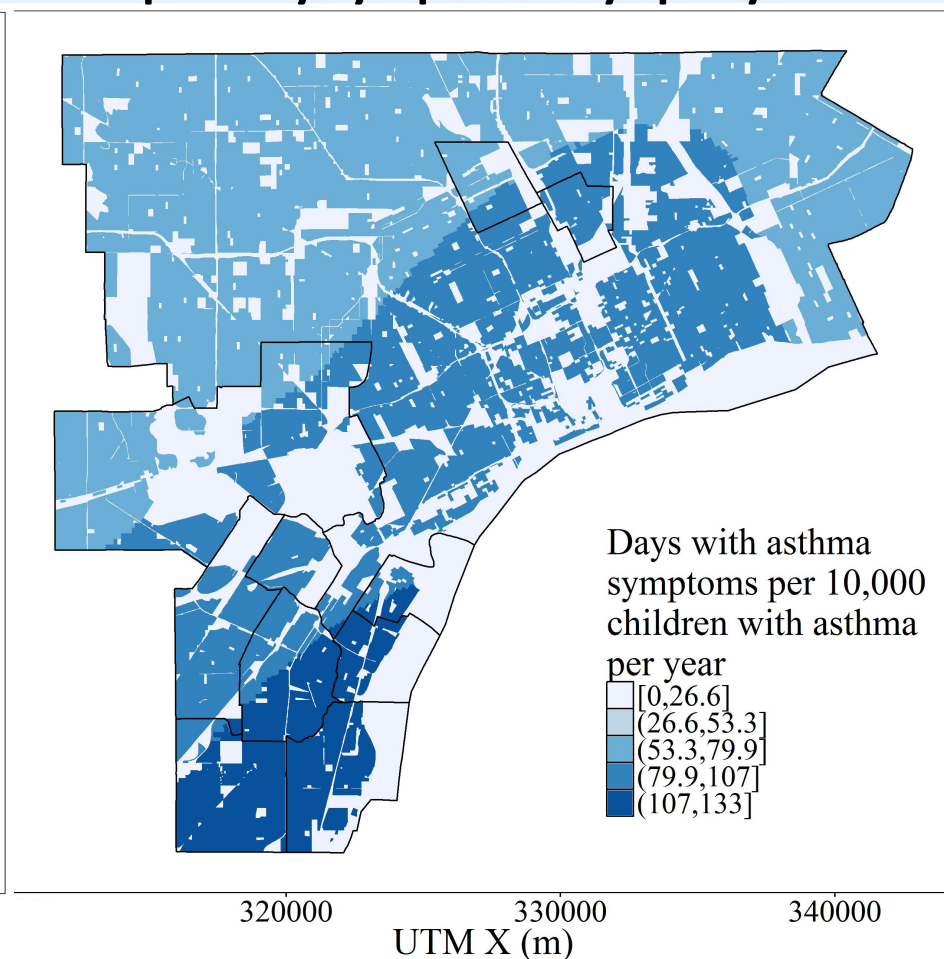 Days with asthma
symptoms per 10,000
children with asthma
per year
[0,26.6]
(26.6,53.3]
(53.3,79.9]
(79.9,107]
(107,133]
320000 330000 340000
UTM X (m)